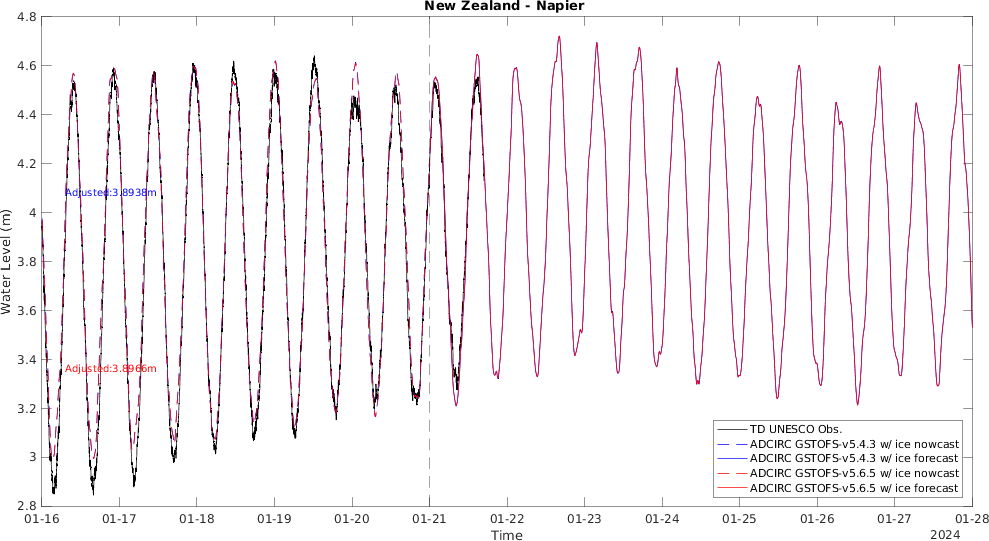 New Zealand - Napier
4.8
4.6
4.4
4.2
4
3.8
3.6
3.4
3.2
3
2.8
Water Level (m)
Adjusted:3.8938m
Adjusted:3.8966m
TD UNESCO Obs.
ADCIRC GSTOFS-v5.4.3 w/ ice nowcast
ADCIRC GSTOFS-v5.4.3 w/ ice forecast
ADCIRC GSTOFS-v5.6.5 w/ ice nowcast
ADCIRC GSTOFS-v5.6.5 w/ ice forecast
01-16 01-17 01-18 01-19 01-20 01-21 01-22 01-23 01-24 01-25 01-26 01-27 01-28
Time
2024